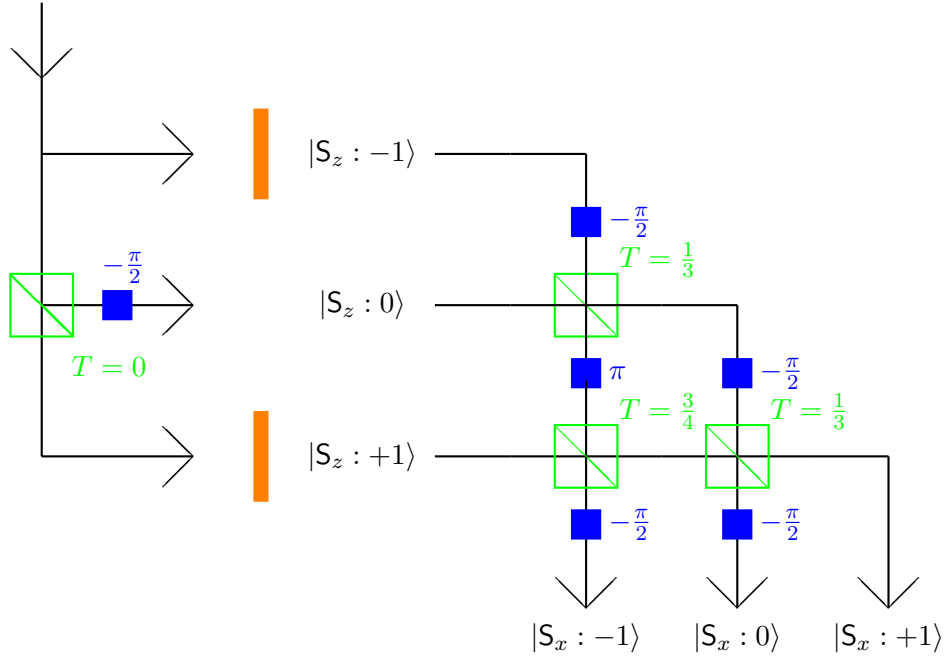 |S_z : −1⟩
−π/2
T = 1/3
−π/2
|S_z : 0⟩
T = 0
π
−π/2
T = 3/4
T = 1/3
|S_z : +1⟩
−π/2
−π/2
|S_x : −1⟩
|S_x : 0⟩
|S_x : +1⟩